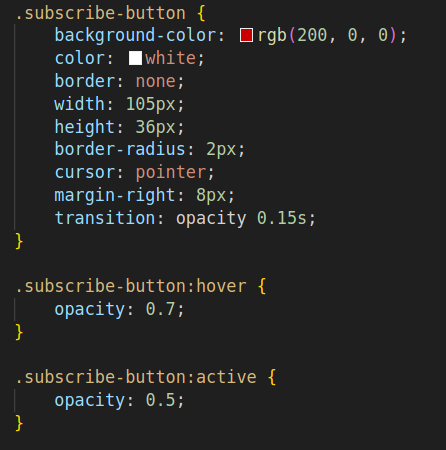 .subscribe-button {
    background-color: rgb(200, 0, 0);
    color: white;
    border: none;
    width: 105px;
    height: 36px;
    border-radius: 2px;
    cursor: pointer;
    margin-right: 8px;
    transition: opacity 0.15s;
}

.subscribe-button:hover {
    opacity: 0.7;
}

.subscribe-button:active {
    opacity: 0.5;
}